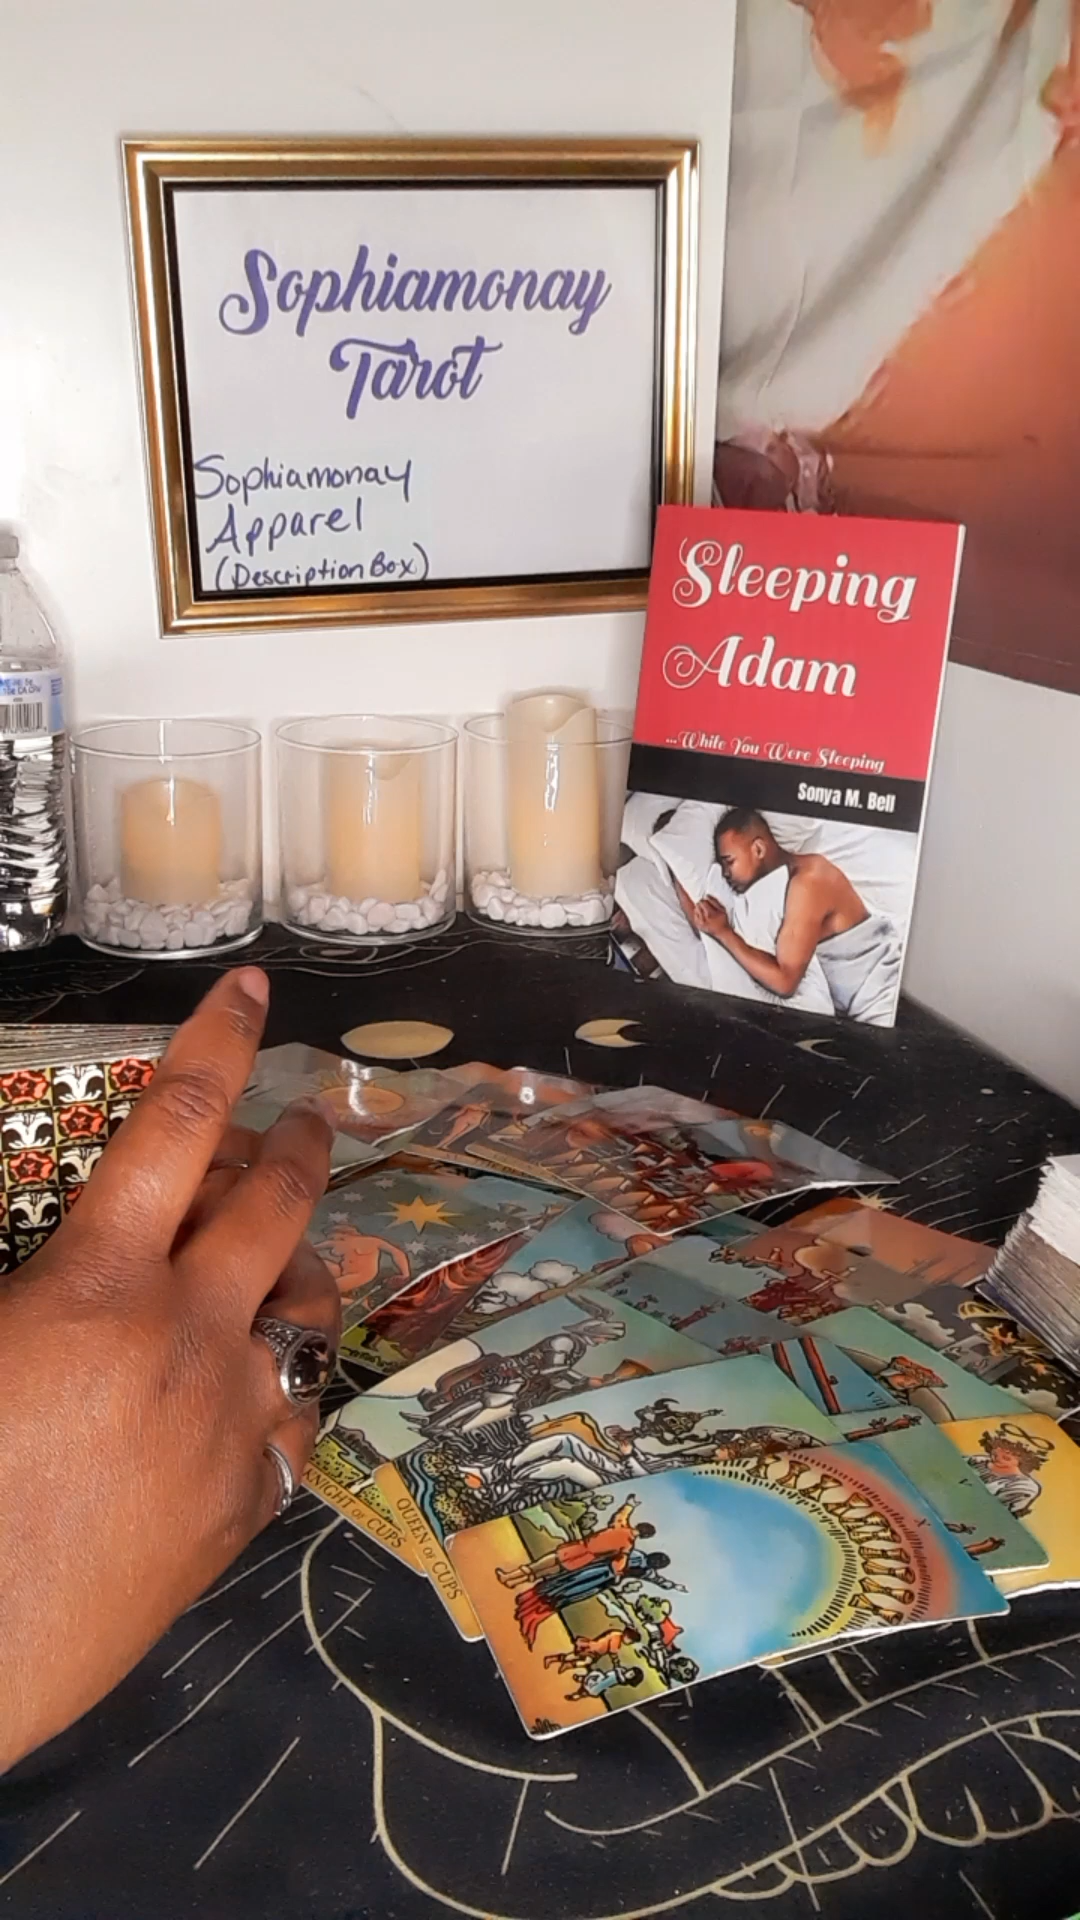 Sophiamonay
Tarot
Sophiamonay
Apparel
(Description Box)
Sleeping
Adam
...While You Were Sleeping
Sonya M. Bell
KNIGHT OF CUPS
QUEEN OF CUPS
X
V